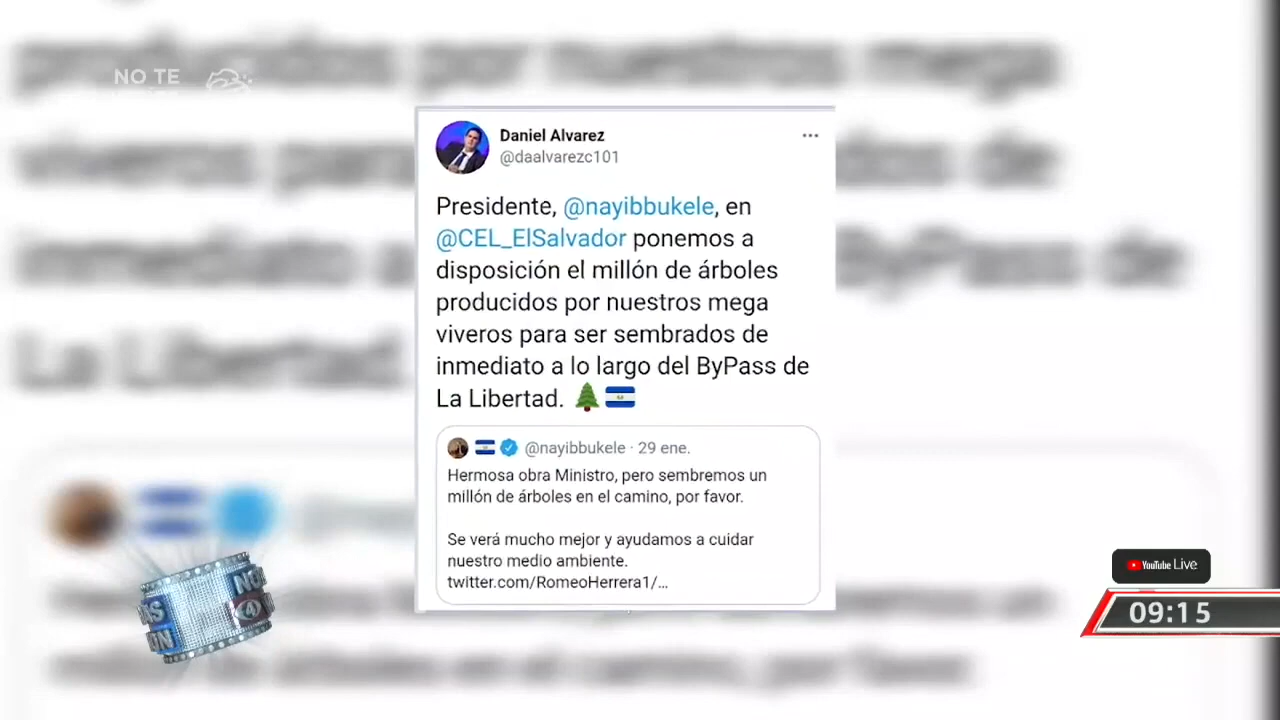 NO TE
Daniel Alvarez
@daalvarezc101
Presidente, @nayibbukele, en
@CEL_ElSalvador ponemos a
disposición el millón de árboles
producidos por nuestros mega
viveros para ser sembrados de
inmediato a lo largo del ByPass de
La Libertad.
@nayibbukele · 29 ene.
Hermosa obra Ministro, pero sembremos un
millón de árboles en el camino, por favor.
Se verá mucho mejor y ayudamos a cuidar
nuestro medio ambiente.
twitter.com/RomeoHerrera1/...
YouTube Live
09:15